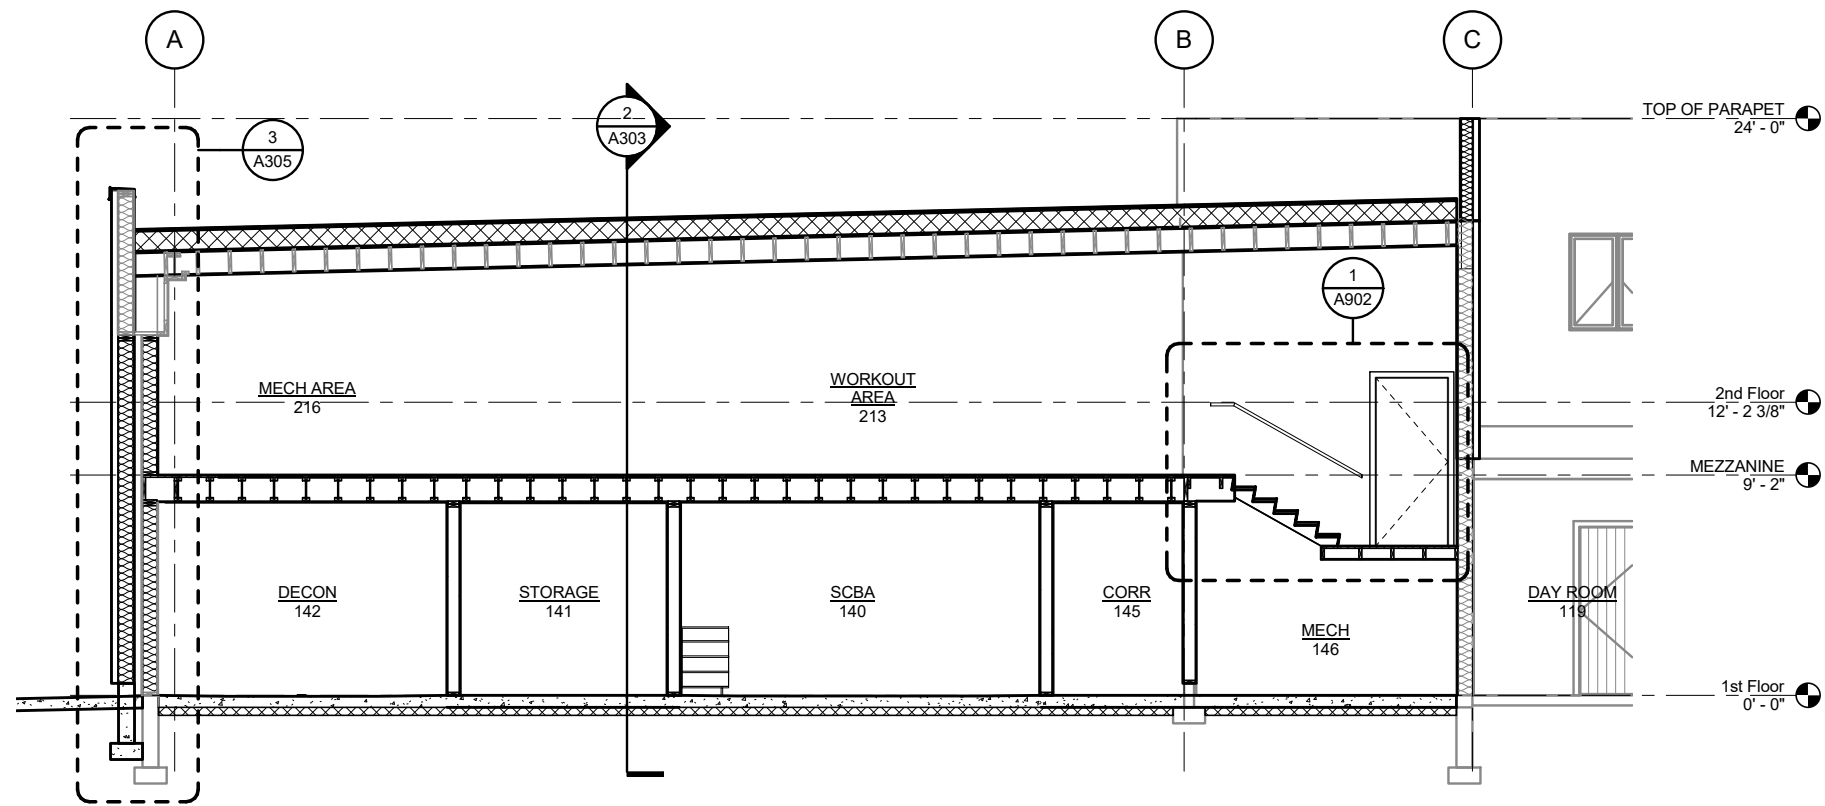 A
B
C
2
A303
3
A305
TOP OF PARAPET
24' - 0"
1
A902
MECH AREA
216
WORKOUT
AREA
213
2nd Floor
12' - 2 3/8"
MEZZANINE
9' - 2"
DECON
142
STORAGE
141
SCBA
140
CORR
145
DAY ROOM
119
MECH
146
1st Floor
0' - 0"